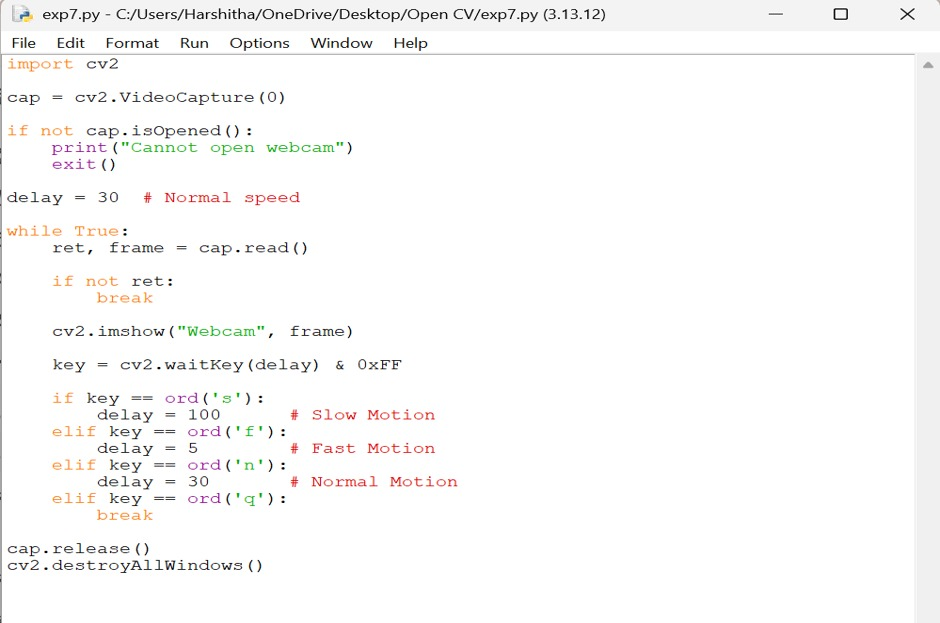 exp7.py - C:/Users/Harshitha/OneDrive/Desktop/Open CV/exp7.py (3.13.12)
File Edit Format Run Options Window Help
import cv2
cap = cv2.VideoCapture(0)
if not cap.isOpened():
    print("Cannot open webcam")
    exit()
delay = 30  # Normal speed
while True:
    ret, frame = cap.read()
    if not ret:
        break
    cv2.imshow("Webcam", frame)
    key = cv2.waitKey(delay) & 0xFF
    if key == ord('s'):
        delay = 100      # Slow Motion
    elif key == ord('f'):
        delay = 5        # Fast Motion
    elif key == ord('n'):
        delay = 30       # Normal Motion
    elif key == ord('q'):
        break
cap.release()
cv2.destroyAllWindows()